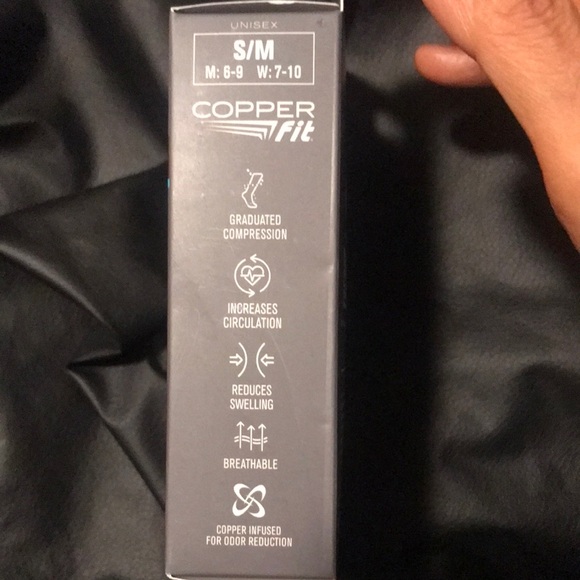 UNISEX
S/M
M: 6-9 W: 7-10
COPPER
Fit
GRADUATED
COMPRESSION
INCREASES
CIRCULATION
REDUCES
SWELLING
BREATHABLE
COPPER INFUSED
FOR ODOR REDUCTION